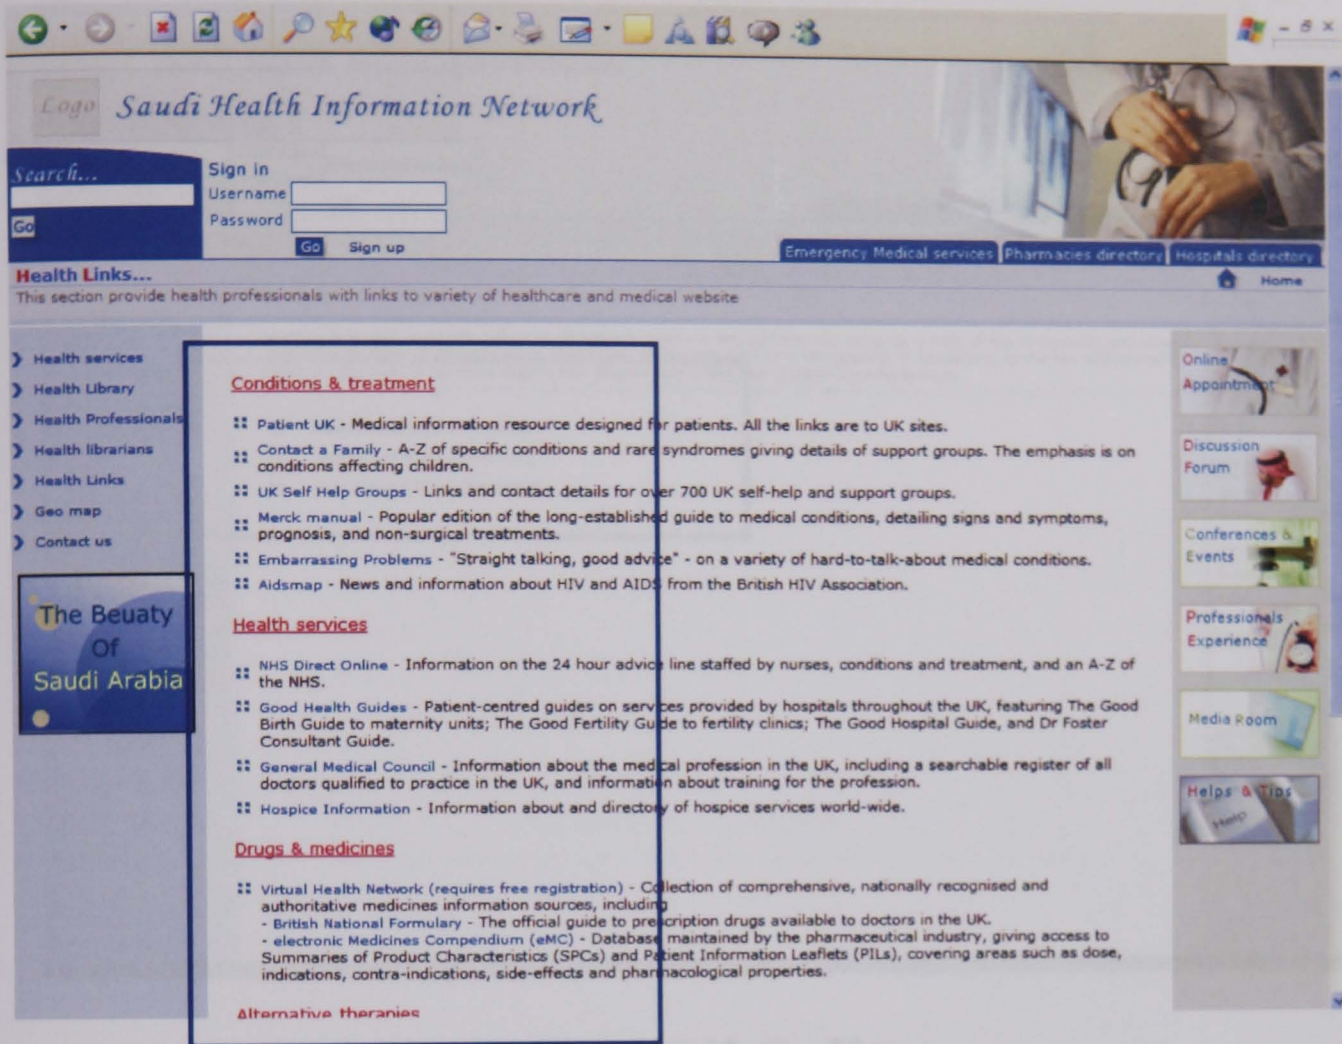 Logo
Saudi Health Information Network
Search...
Go
Sign in
Username
Password
Go Sign up
Emergency Medical services Pharmacies directory Hospitals directory
Health Links...
Home
This section provide health professionals with links to variety of healthcare and medical website
Health services
Health Library
Health Professionals
Health librarians
Health Links
Geo map
Contact us
The Beuaty
Of
Saudi Arabia
Conditions & treatment
Patient UK - Medical information resource designed for patients. All the links are to UK sites.
Contact a Family - A-Z of specific conditions and rare syndromes giving details of support groups. The emphasis is on
conditions affecting children.
UK Self Help Groups - Links and contact details for over 700 UK self-help and support groups.
Merck manual - Popular edition of the long-established guide to medical conditions, detailing signs and symptoms,
prognosis, and non-surgical treatments.
Embarrassing Problems - "Straight talking, good advice" - on a variety of hard-to-talk-about medical conditions.
Aidsmap - News and information about HIV and AIDS from the British HIV Association.
Health services
NHS Direct Online - Information on the 24 hour advice line staffed by nurses, conditions and treatment, and an A-Z of
the NHS.
Good Health Guides - Patient-centred guides on services provided by hospitals throughout the UK, featuring The Good
Birth Guide to maternity units; The Good Fertility Guide to fertility clinics; The Good Hospital Guide, and Dr Foster
Consultant Guide.
General Medical Council - Information about the medical profession in the UK, including a searchable register of all
doctors qualified to practice in the UK, and information about training for the profession.
Hospice Information - Information about and directory of hospice services world-wide.
Drugs & medicines
Virtual Health Network (requires free registration) - Collection of comprehensive, nationally recognised and
authoritative medicines information sources, including
- British National Formulary - The official guide to prescription drugs available to doctors in the UK.
- electronic Medicines Compendium (eMC) - Database maintained by the pharmaceutical industry, giving access to
Summaries of Product Characteristics (SPCs) and Patient Information Leaflets (PILs), covering areas such as dose,
indications, contra-indications, side-effects and pharmacological properties.
Alternative therapies
Online
Appointment
Discussion
Forum
Conferences &
Events
Professionals
Experience
Media Room
Helps & Tips
Help